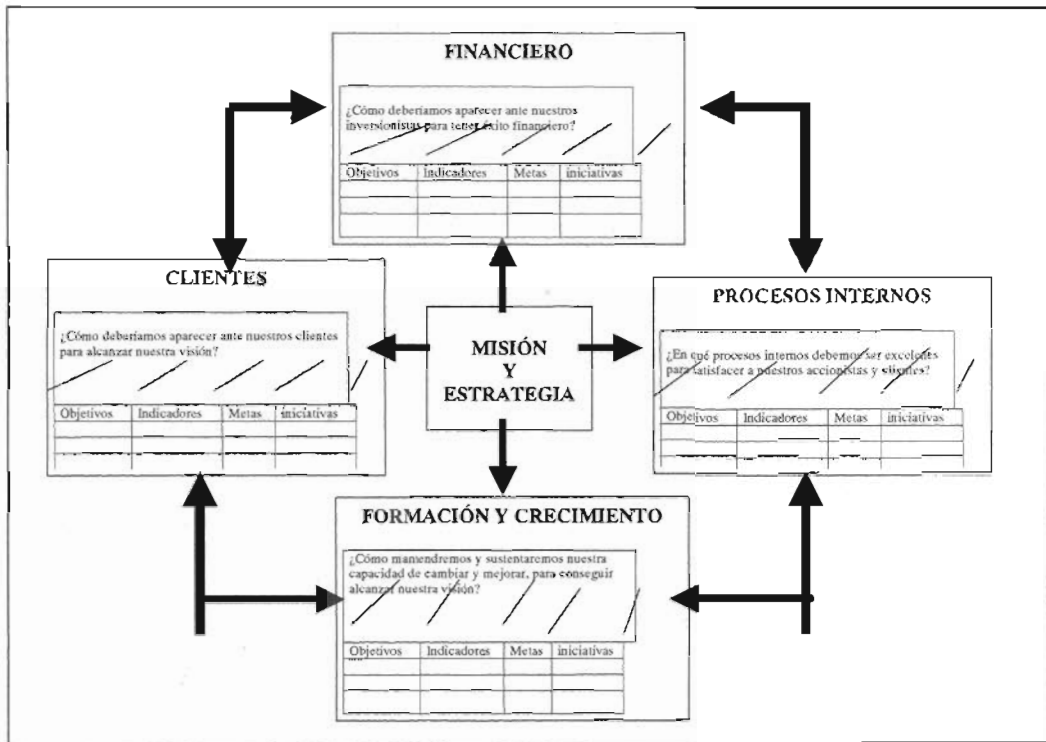 FINANCIERO
¿Cómo deberíamos aparecer ante nuestros
inversionistas para tener éxito financiero?
Objetivos Indicadores Metas iniciativas
CLIENTES
¿Cómo deberíamos aparecer ante nuestros clientes
para alcanzar nuestra visión?
Objetivos Indicadores Metas iniciativas
MISIÓN
Y
ESTRATEGIA
PROCESOS INTERNOS
¿En qué procesos internos debemos ser excelentes
para satisfacer a nuestros accionistas y clientes?
Objetivos Indicadores Metas iniciativas
FORMACIÓN Y CRECIMIENTO
¿Cómo mantendremos y sustentaremos nuestra
capacidad de cambiar y mejorar, para conseguir
alcanzar nuestra visión?
Objetivos Indicadores Metas iniciativas